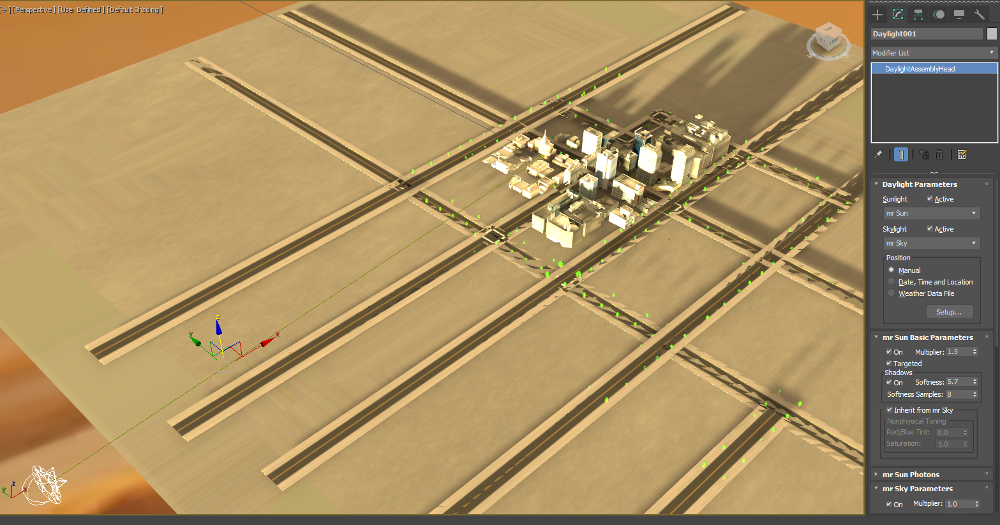 [+] [Perspective ] [User Defined ] [Default Shading ]
Daylight001
Modifier List
DaylightAssemblyHead
Daylight Parameters
Sunlight Active
mr Sun
Skylight Active
mr Sky
Position
Manual
Date, Time and Location
Weather Data File
Setup...
mr Sun Basic Parameters
On Multiplier: 1.5
Targeted
Shadows
On Softness: 5.7
Softness Samples: 8
Inherit from mr Sky
Nonphysical Tuning
Red/Blue Tint: 0.0
Saturation: 1.0
mr Sun Photons
mr Sky Parameters
On Multiplier: 1.0
z
y
x
z
y
x
FRONT